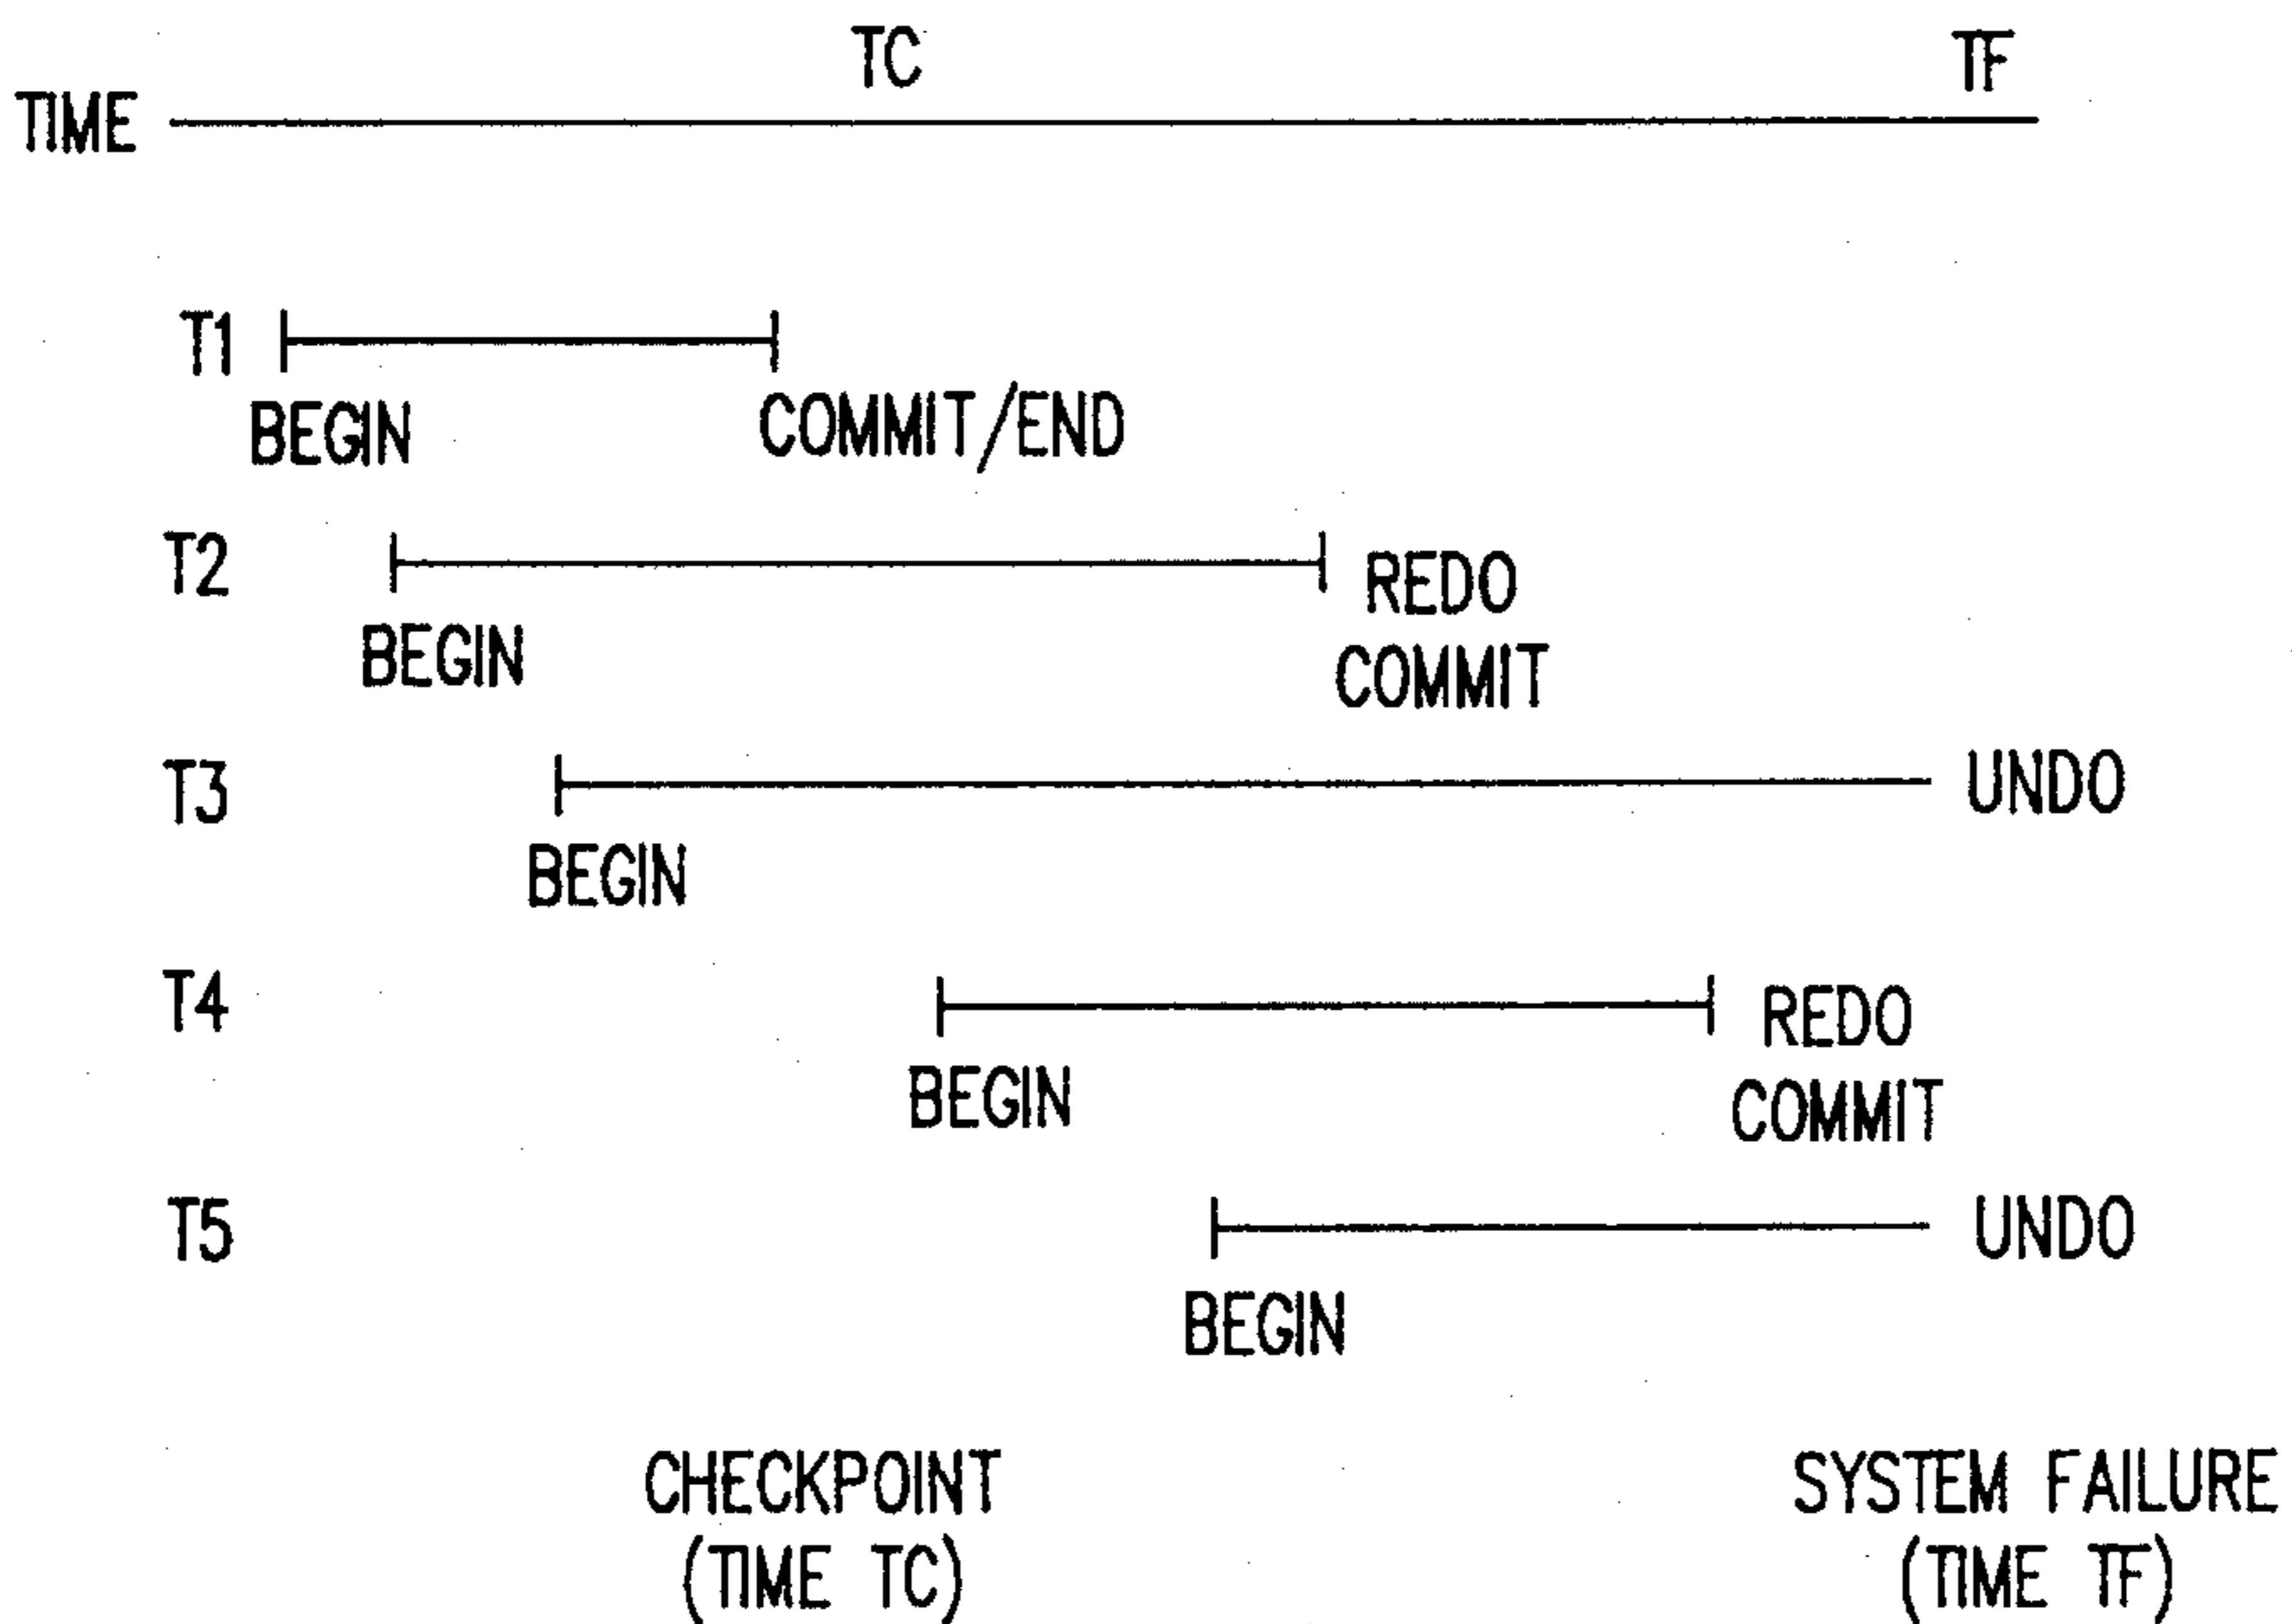 TC
TF
TIME
T1
BEGIN
COMMIT/END
T2
REDO
BEGIN
COMMIT
T3
UNDO
BEGIN
T4
REDO
BEGIN
COMMIT
T5
UNDO
BEGIN
CHECKPOINT
(TIME TC)
SYSTEM FAILURE
(TIME TF)